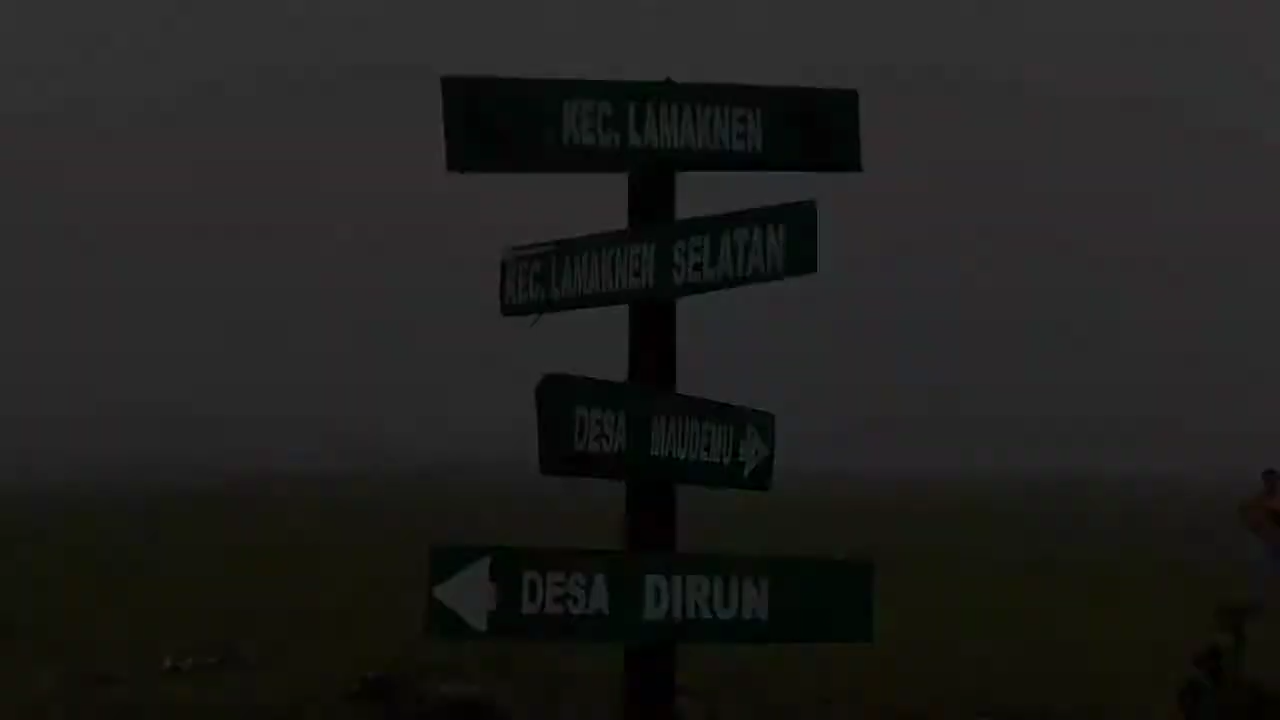 KEC. LAMAKNEN
KEC. LAMAKNEN SELATAN
DESA MAUDEMU
DESA DIRUN